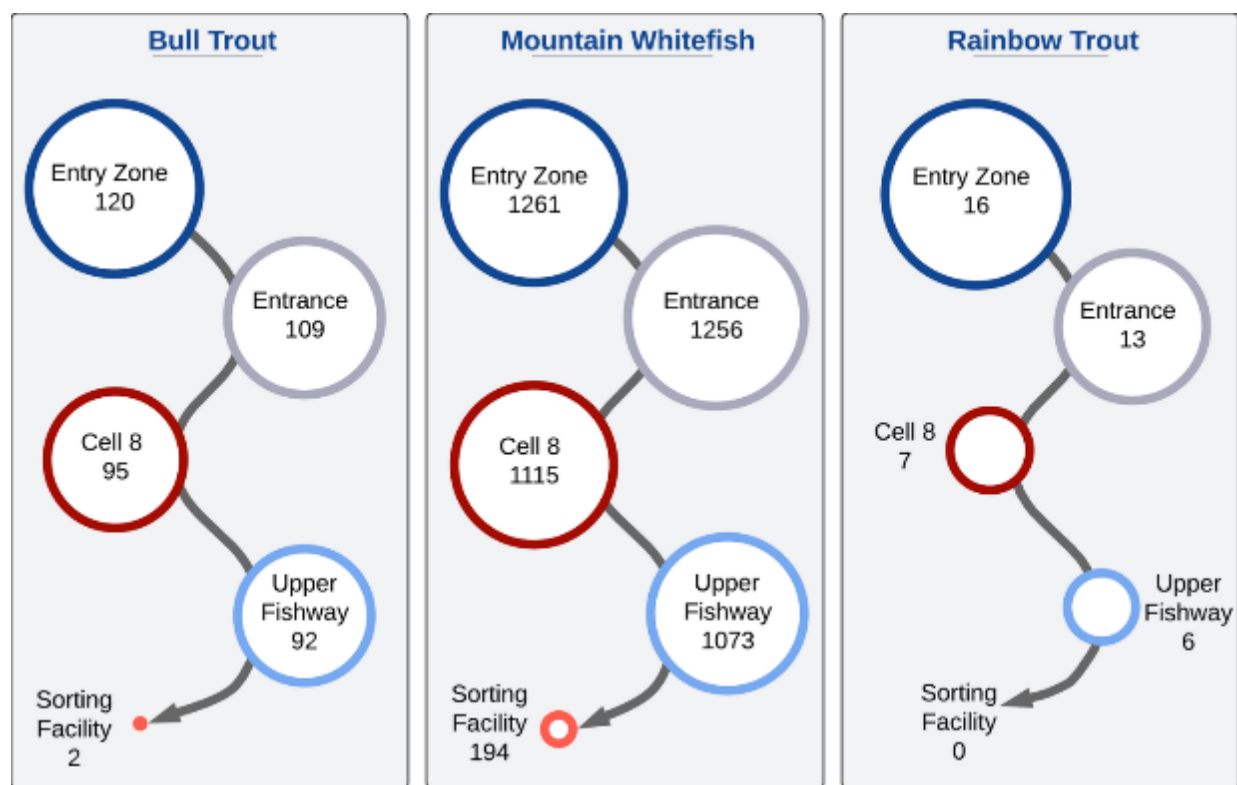 Bull Trout
Entry Zone
120
Entrance
109
Cell 8
95
Upper
Fishway
92
Sorting
Facility
2
Mountain Whitefish
Entry Zone
1261
Entrance
1256
Cell 8
1115
Upper
Fishway
1073
Sorting
Facility
194
Rainbow Trout
Entry Zone
16
Entrance
13
Cell 8
7
Upper
Fishway
6
Sorting
Facility
0